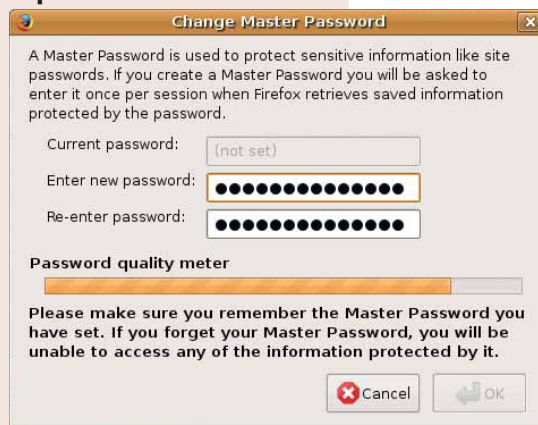 Change Master Password
A Master Password is used to protect sensitive information like site
passwords. If you create a Master Password you will be asked to
enter it once per session when Firefox retrieves saved information
protected by the password.
Current password: (not set)
Enter new password: ●●●●●●●●●●●●●●
Re-enter password: ●●●●●●●●●●●●●●
Password quality meter
Please make sure you remember the Master Password you
have set. If you forget your Master Password, you will be
unable to access any of the information protected by it.
Cancel OK